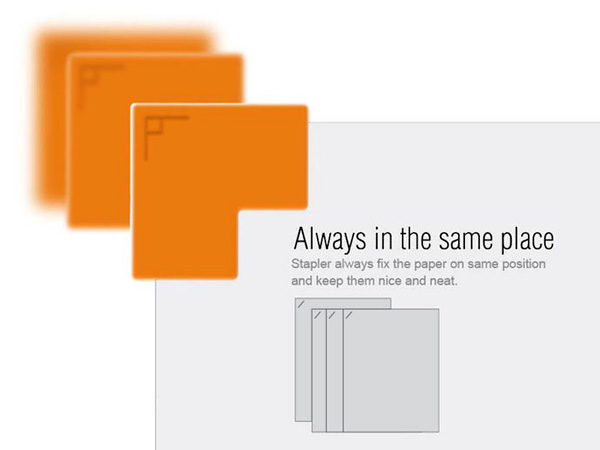 Always in the same place
Stapler always fix the paper on same position
and keep them nice and neat.